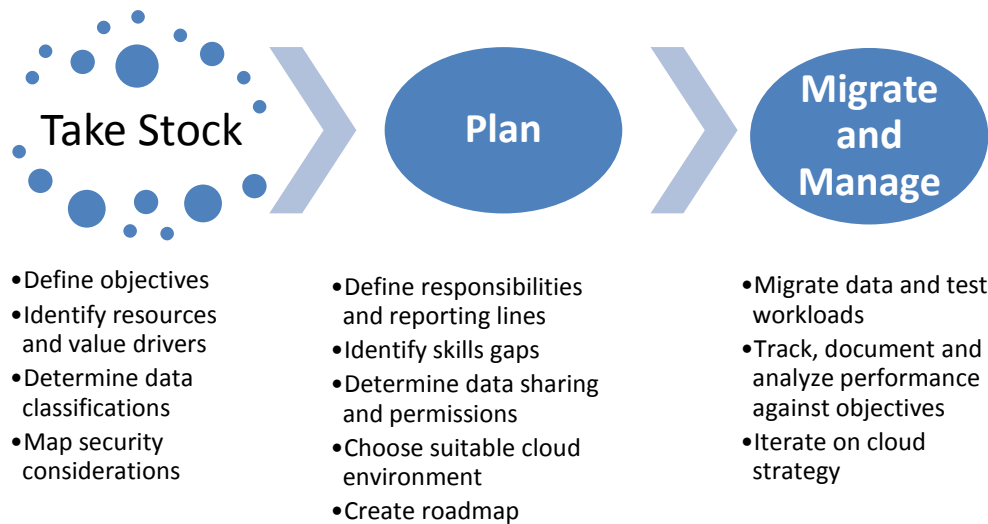 Take Stock
Plan
Migrate
and
Manage
•Define objectives
•Identify resources
and value drivers
•Determine data
classifications
•Map security
considerations
•Define responsibilities
and reporting lines
•Identify skills gaps
•Determine data sharing
and permissions
•Choose suitable cloud
environment
•Create roadmap
•Migrate data and test
workloads
•Track, document and
analyze performance
against objectives
•Iterate on cloud
strategy